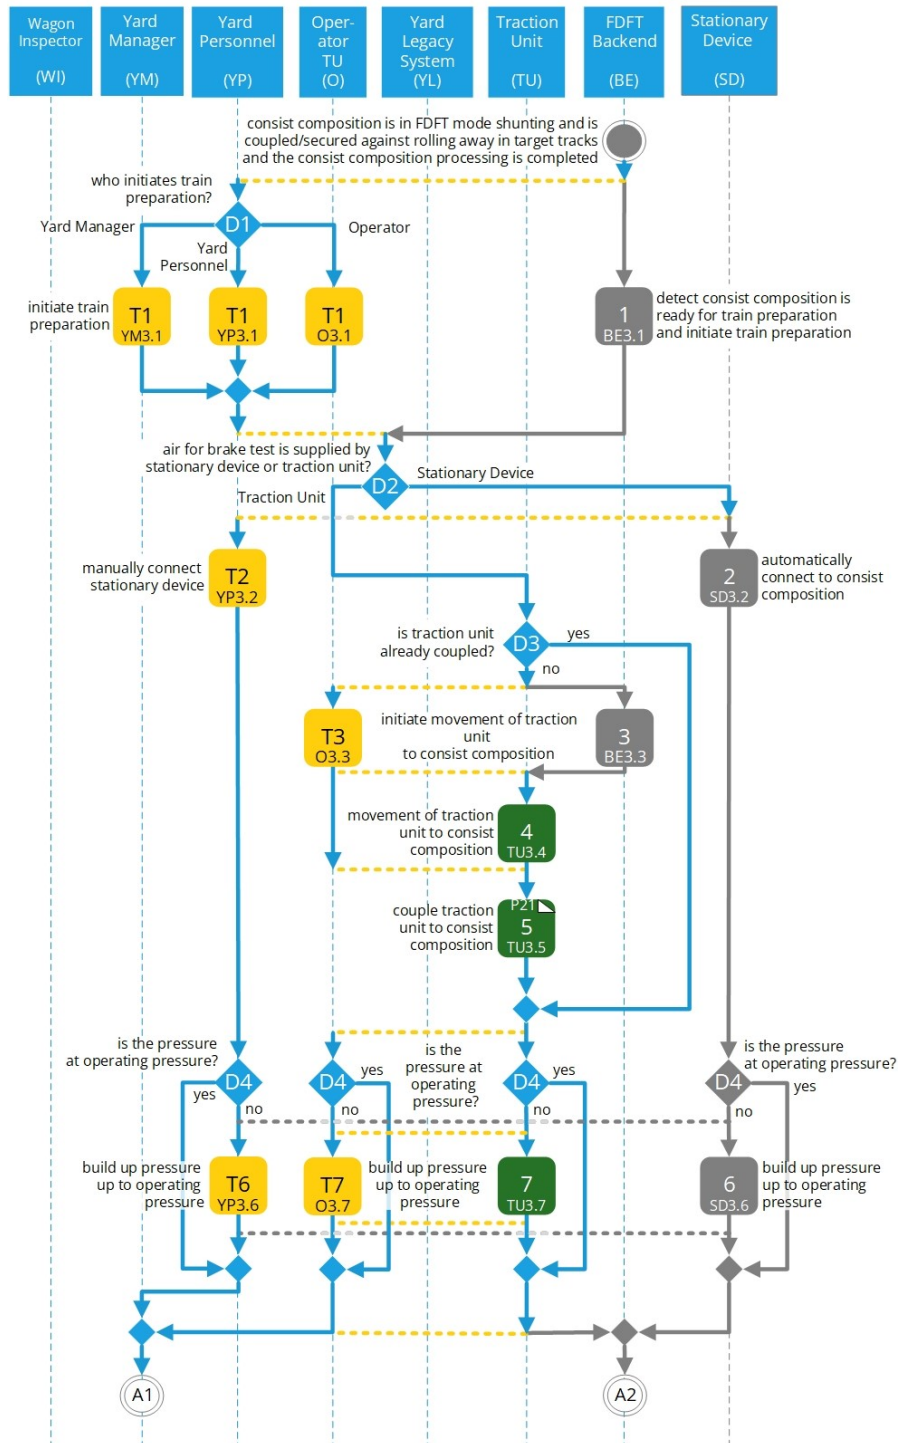 Wagon
Inspector
(WI)
Yard
Manager
(YM)
Yard
Personnel
(YP)
Oper-
ator
TU
(O)
Yard
Legacy
System
(YL)
Traction
Unit
(TU)
FDFT
Backend
(BE)
Stationary
Device
(SD)
consist composition is in FDFT mode shunting and is
coupled/secured against rolling away in target tracks
and the consist composition processing is completed
who initiates train
preparation?
D1
Yard Manager
Yard
Personnel
Operator
initiate train
preparation
T1
YM3.1
T1
YP3.1
T1
O3.1
1
BE3.1
detect consist composition is
ready for train preparation
and initiate train preparation
air for brake test is supplied by
stationary device or traction unit?
D2
Stationary Device
Traction Unit
manually connect
stationary device
T2
YP3.2
2
SD3.2
automatically
connect to consist
composition
is traction unit
already coupled?
D3
yes
no
T3
O3.3
initiate movement of traction
unit
to consist composition
3
BE3.3
movement of traction
unit to consist
composition
4
TU3.4
couple traction
unit to consist
composition
P21
5
TU3.5
is the pressure
at operating pressure?
D4
yes
no
D4
yes
no
is the
pressure at
operating
pressure?
D4
yes
no
is the pressure
at operating pressure?
D4
yes
no
build up pressure
up to operating
pressure
T6
YP3.6
T7
O3.7
build up pressure
up to operating
pressure
7
TU3.7
6
SD3.6
build up pressure
up to operating
pressure
A1
A2